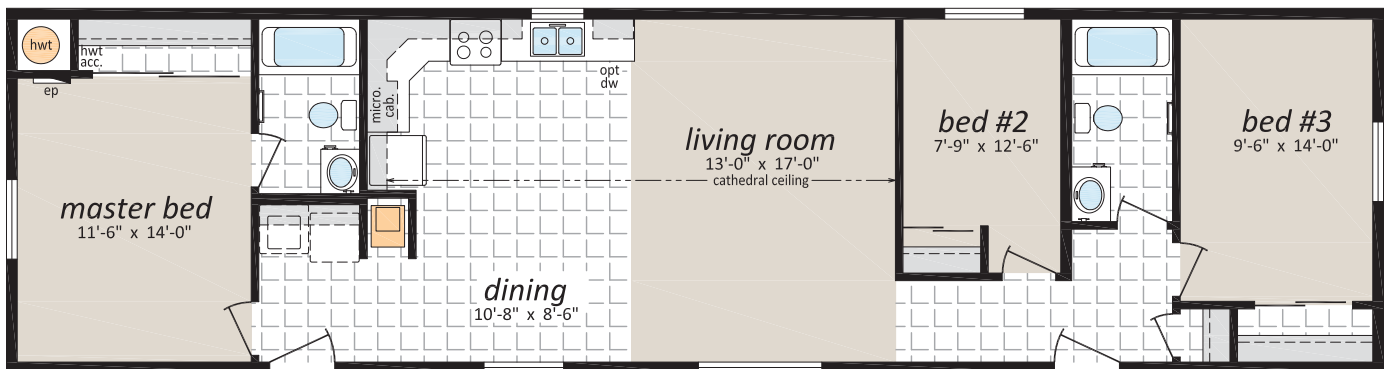 hwt
hwt
acc.
ep
master bed
11'-6" x 14'-0"
micro.
cab.
opt
dw
dining
10'-8" x 8'-6"
living room
13'-0" x 17'-0"
cathedral ceiling
bed #2
7'-9" x 12'-6"
bed #3
9'-6" x 14'-0"